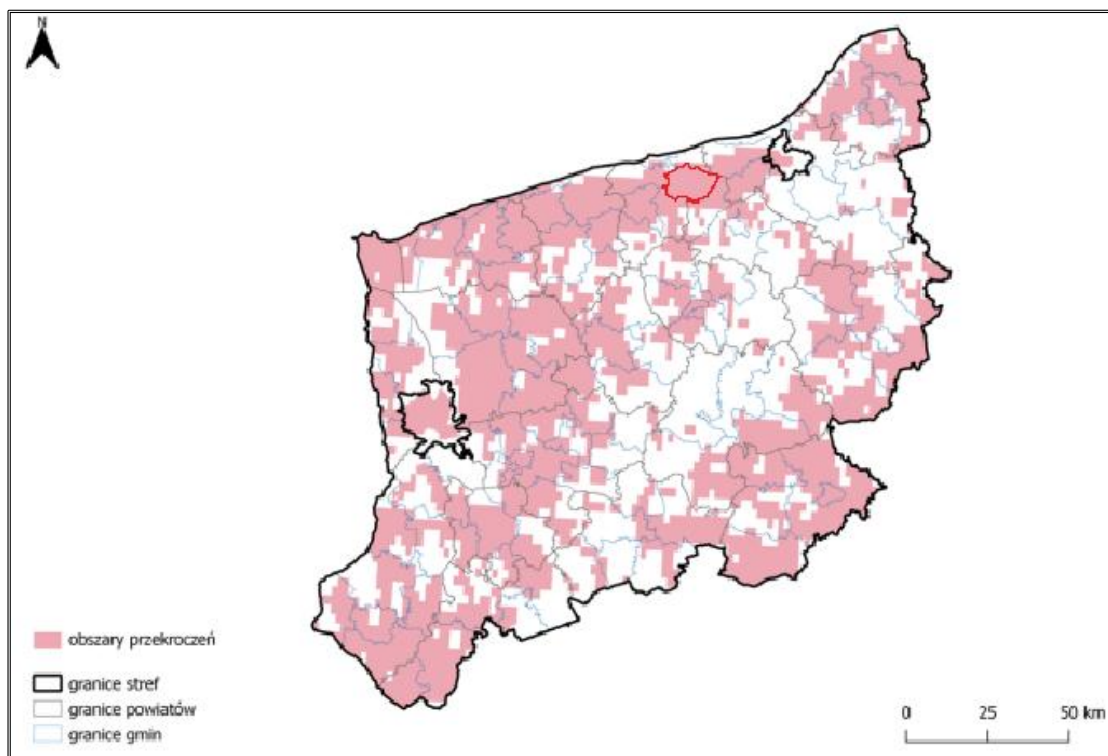 N
obszary przekroczeń
granice stref
granice powiatów
granice gmin
0 25 50 km